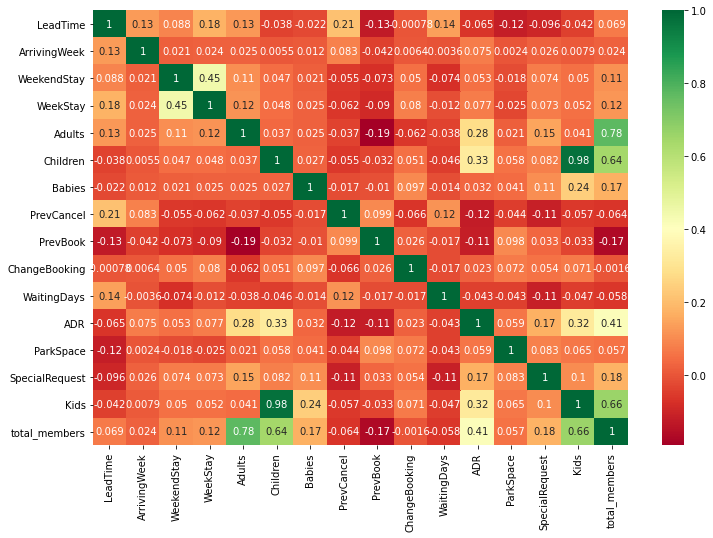 LeadTime 1 0.13 0.088 0.18 0.13 -0.038 -0.022 0.21 -0.13 -0.00078 0.14 -0.065 -0.12 -0.096 -0.042 0.069
ArrivingWeek 0.13 1 0.021 0.024 0.025 0.0055 0.012 0.083 -0.042 0.0064 -0.0036 0.075 0.0024 0.026 0.0079 0.024
WeekendStay 0.088 0.021 1 0.45 0.11 0.047 0.021 -0.055 -0.073 0.05 -0.074 0.053 -0.018 0.074 0.05 0.11
WeekStay 0.18 0.024 0.45 1 0.12 0.048 0.025 -0.062 -0.09 0.08 -0.012 0.077 -0.025 0.073 0.052 0.12
Adults 0.13 0.025 0.11 0.12 1 0.037 0.025 -0.037 -0.19 -0.062 -0.038 0.28 0.021 0.15 0.041 0.78
Children -0.038 0.0055 0.047 0.048 0.037 1 0.027 -0.055 -0.032 0.051 -0.046 0.33 0.058 0.082 0.98 0.64
Babies -0.022 0.012 0.021 0.025 0.025 0.027 1 -0.017 -0.01 0.097 -0.014 0.032 0.041 0.11 0.24 0.17
PrevCancel 0.21 0.083 -0.055 -0.062 -0.037 -0.055 -0.017 1 0.099 -0.066 0.12 -0.12 -0.044 -0.11 -0.057 -0.064
PrevBook -0.13 -0.042 -0.073 -0.09 -0.19 -0.032 -0.01 0.099 1 0.026 -0.017 -0.11 0.098 0.033 -0.033 -0.17
ChangeBooking -0.00078 0.0064 0.05 0.08 -0.062 0.051 0.097 -0.066 0.026 1 -0.017 0.023 0.072 0.054 0.071 -0.0016
WaitingDays 0.14 -0.0036 -0.074 -0.012 -0.038 -0.046 -0.014 0.12 -0.017 -0.017 1 -0.043 -0.043 -0.11 -0.047 -0.058
ADR -0.065 0.075 0.053 0.077 0.28 0.33 0.032 -0.12 -0.11 0.023 -0.043 1 0.059 0.17 0.32 0.41
ParkSpace -0.12 0.0024 -0.018 -0.025 0.021 0.058 0.041 -0.044 0.098 0.072 -0.043 0.059 1 0.083 0.065 0.057
SpecialRequest -0.096 0.026 0.074 0.073 0.15 0.082 0.11 -0.11 0.033 0.054 -0.11 0.17 0.083 1 0.1 0.18
Kids -0.042 0.0079 0.05 0.052 0.041 0.98 0.24 -0.057 -0.033 0.071 -0.047 0.32 0.065 0.1 1 0.66
total_members 0.069 0.024 0.11 0.12 0.78 0.64 0.17 -0.064 -0.17 -0.0016 -0.058 0.41 0.057 0.18 0.66 1
LeadTime
ArrivingWeek
WeekendStay
WeekStay
Adults
Children
Babies
PrevCancel
PrevBook
ChangeBooking
WaitingDays
ADR
ParkSpace
SpecialRequest
Kids
total_members
1.0
0.8
0.6
0.4
0.2
0.0